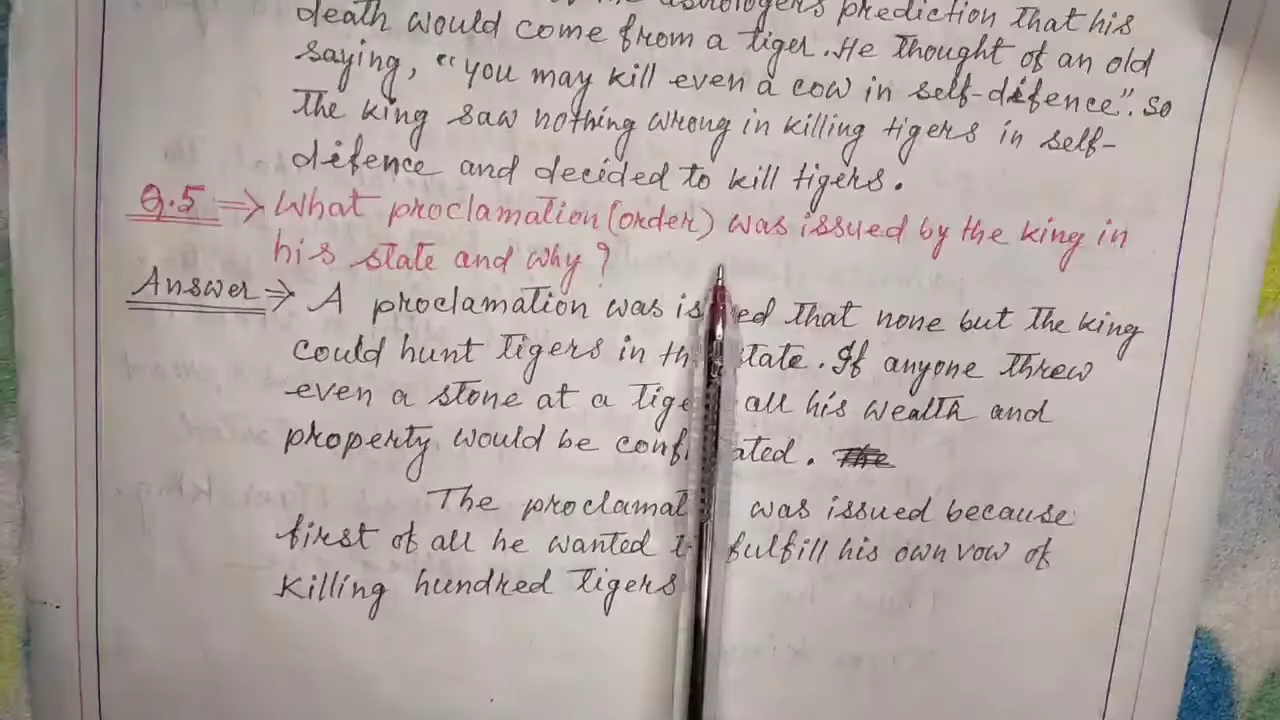 the astrologer's prediction that his
death would come from a tiger. He thought of an old
saying, "you may kill even a cow in self-defence". So
the king saw nothing wrong in killing tigers in self-
defence and decided to kill tigers.
Q.5 ⇒ What proclamation (order) was issued by the king in
his state and why?
Answer ⇒ A proclamation was is ed that none but the king
could hunt tigers in th state. If anyone threw
even a stone at a tige all his wealth and
property would be conf ated.
The proclamat was issued because
first of all he wanted t fulfill his own vow of
killing hundred tigers